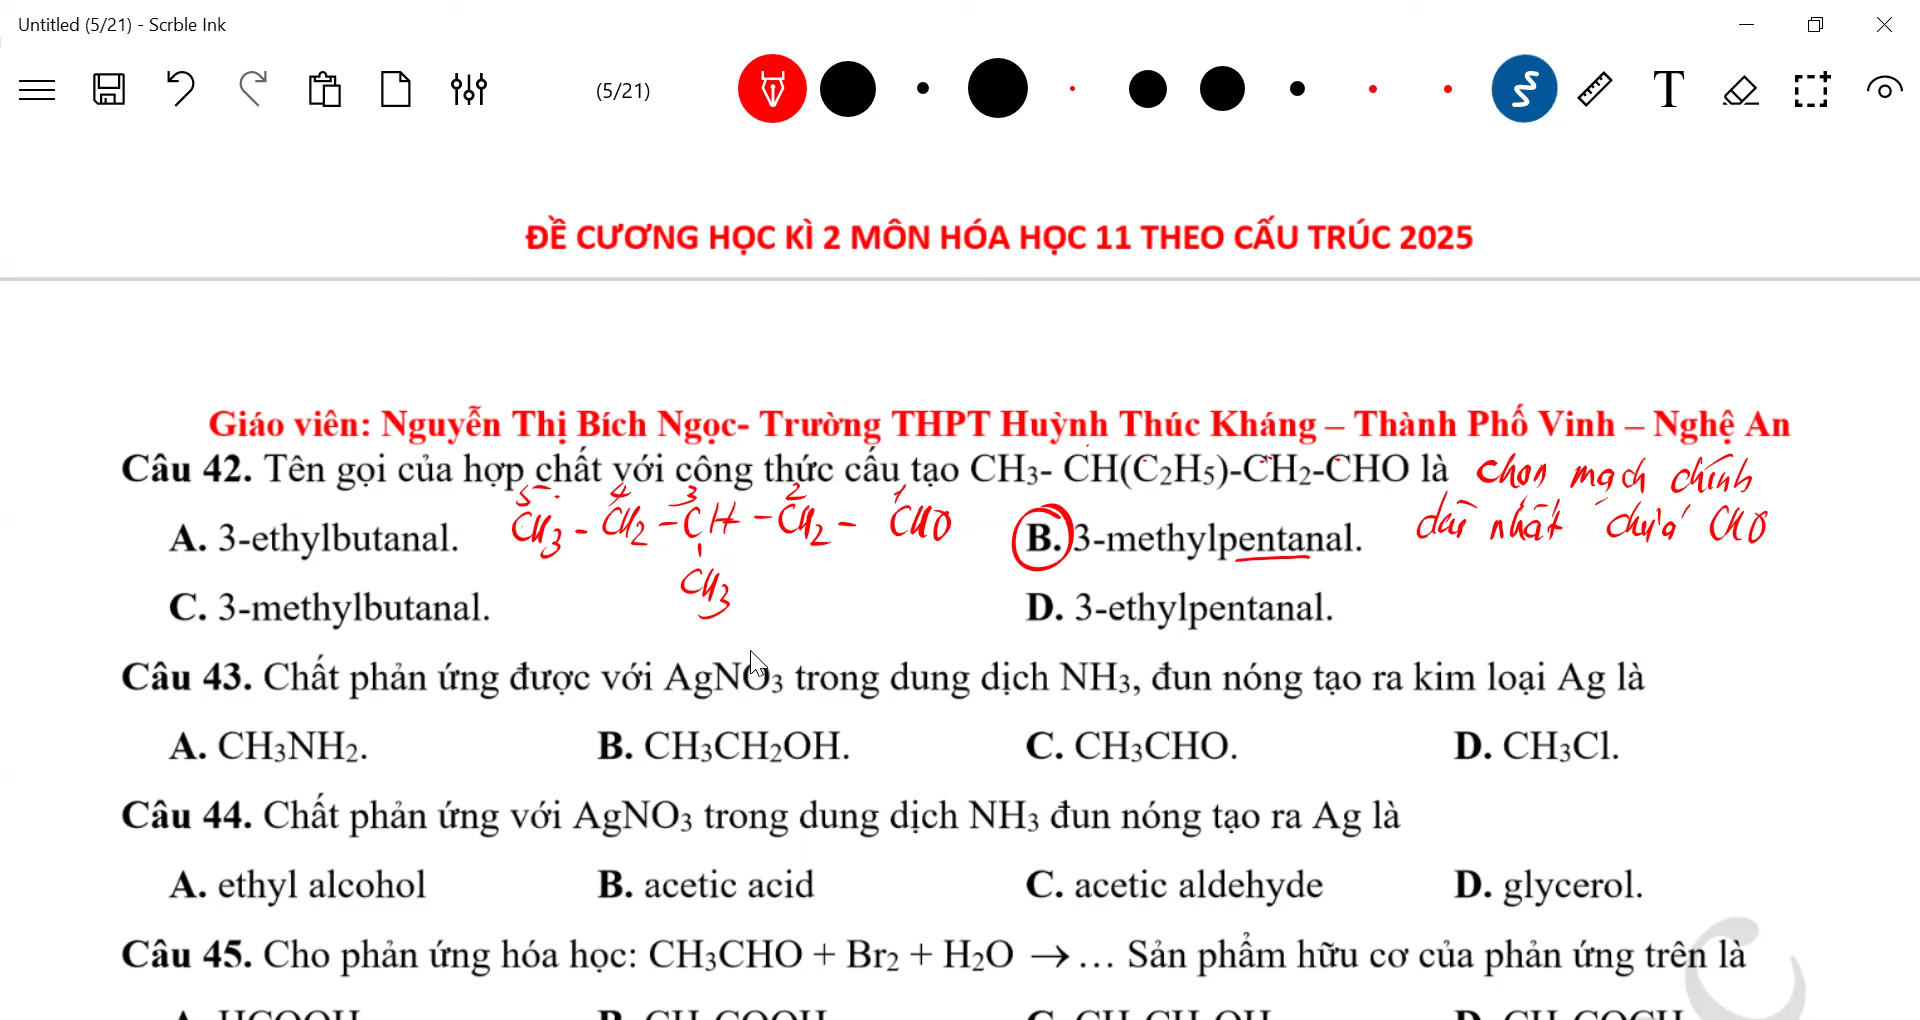 Untitled (5/21) - Scrble Ink
(5/21)
T
ĐỀ CƯƠNG HỌC KÌ 2 MÔN HÓA HỌC 11 THEO CẤU TRÚC 2025
Giáo viên: Nguyễn Thị Bích Ngọc- Trường THPT Huỳnh Thúc Kháng – Thành Phố Vinh – Nghệ An
Câu 42. Tên gọi của hợp chất với công thức cấu tạo CH3- CH(C2H5)-CH2-CHO là chọn mạch chính
5 4 3 2 1
CH3 - CH2 - CH - CH2 - CHO
dài nhất chứa CHO
A. 3-ethylbutanal. B. 3-methylpentanal.
CH3
C. 3-methylbutanal. D. 3-ethylpentanal.
Câu 43. Chất phản ứng được với AgNO3 trong dung dịch NH3, đun nóng tạo ra kim loại Ag là
A. CH3NH2. B. CH3CH2OH. C. CH3CHO. D. CH3Cl.
Câu 44. Chất phản ứng với AgNO3 trong dung dịch NH3 đun nóng tạo ra Ag là
A. ethyl alcohol B. acetic acid C. acetic aldehyde D. glycerol.
Câu 45. Cho phản ứng hóa học: CH3CHO + Br2 + H2O → … Sản phẩm hữu cơ của phản ứng trên là